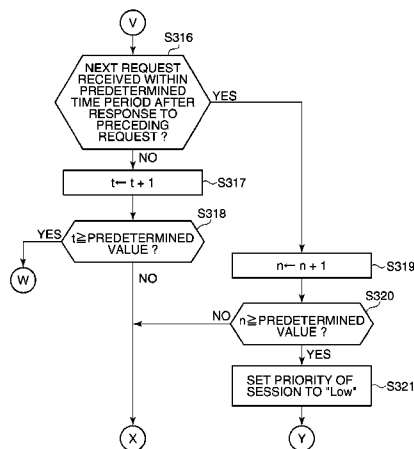 V
S316
NEXT REQUEST
RECEIVED WITHIN
PREDETERMINED
TIME PERIOD AFTER
RESPONSE TO
PRECEDING
REQUEST ?
YES
NO
t← t + 1
S317
S318
YES
t≧PREDETERMINED
VALUE ?
W
NO
n← n + 1
S319
S320
NO
n≧PREDETERMINED
VALUE ?
YES
SET PRIORITY OF
SESSION TO "Low"
S321
X
Y